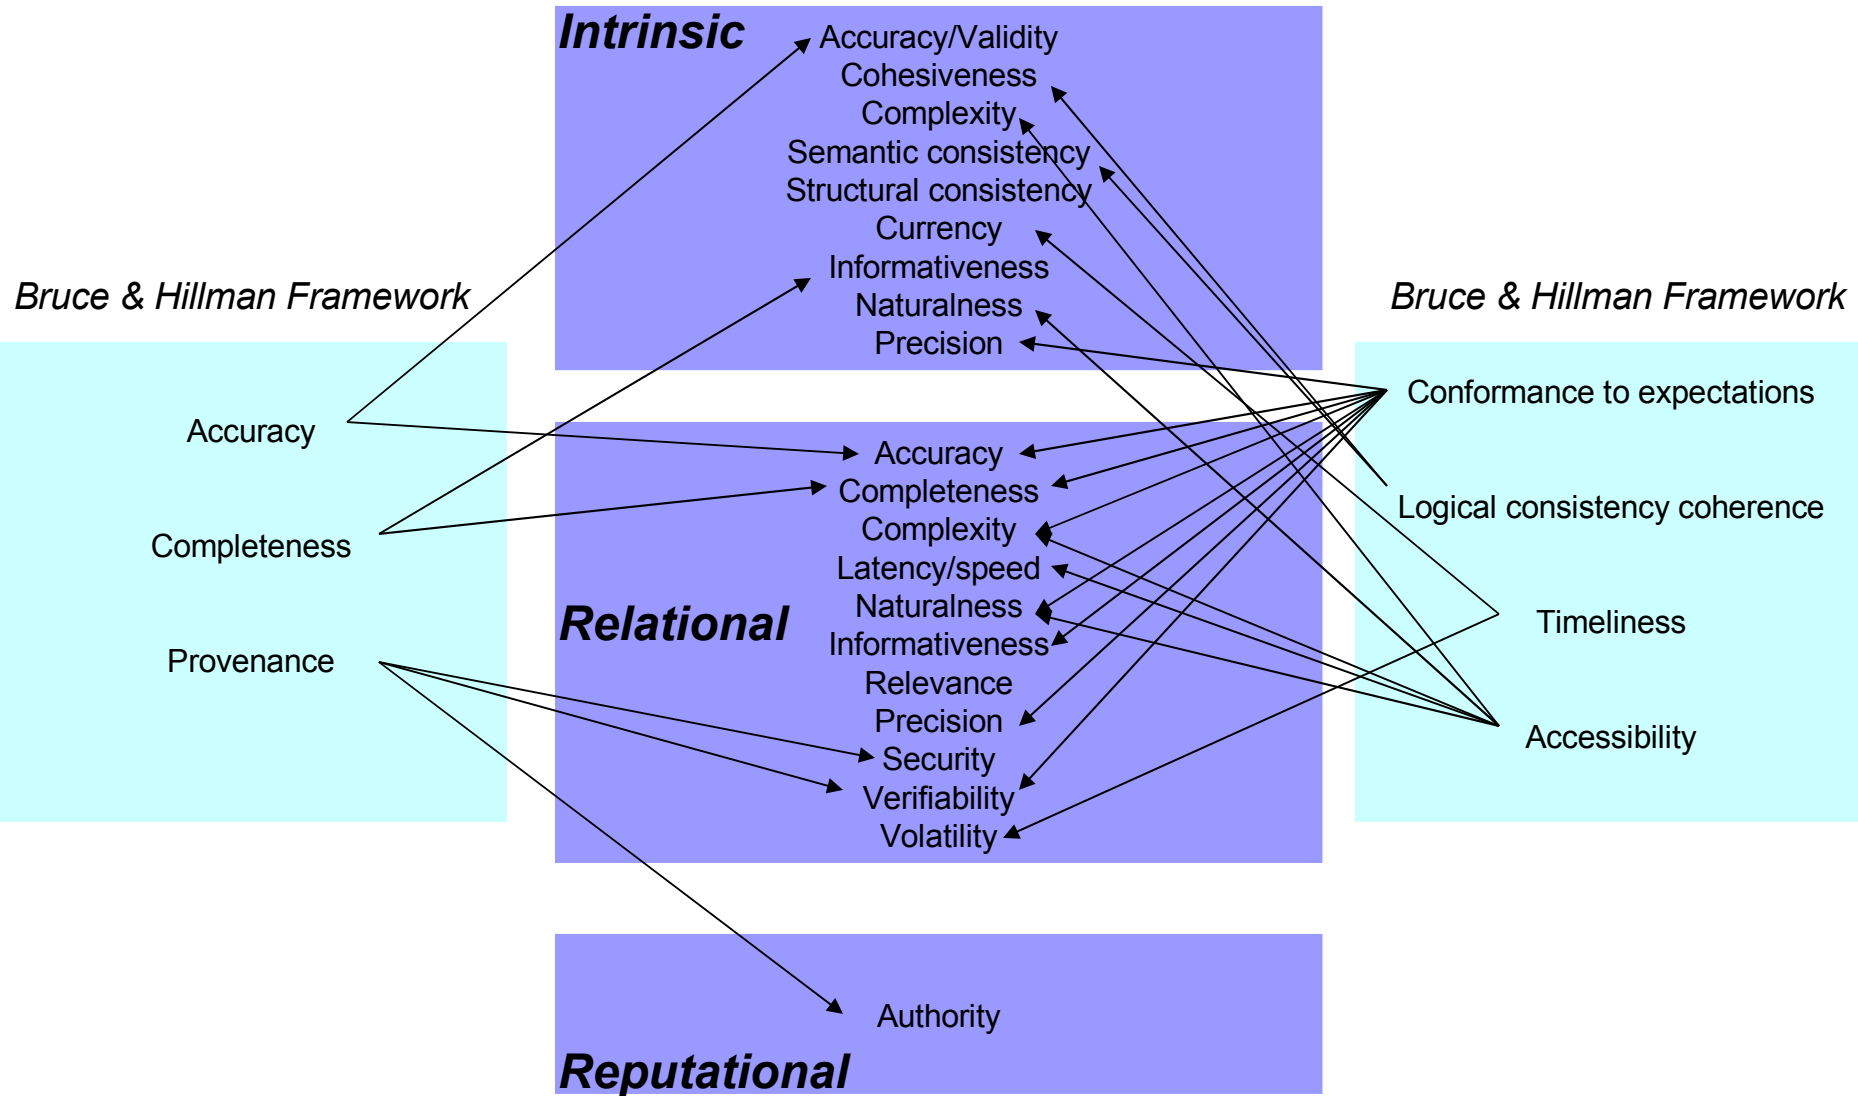 Bruce & Hillman Framework
Accuracy
Completeness
Provenance
Intrinsic
Accuracy/Validity
Cohesiveness
Complexity
Semantic consistency
Structural consistency
Currency
Informativeness
Naturalness
Precision
Relational
Accuracy
Completeness
Complexity
Latency/speed
Naturalness
Informativeness
Relevance
Precision
Security
Verifiability
Volatility
Authority
Reputational
Bruce & Hillman Framework
Conformance to expectations
Logical consistency coherence
Timeliness
Accessibility